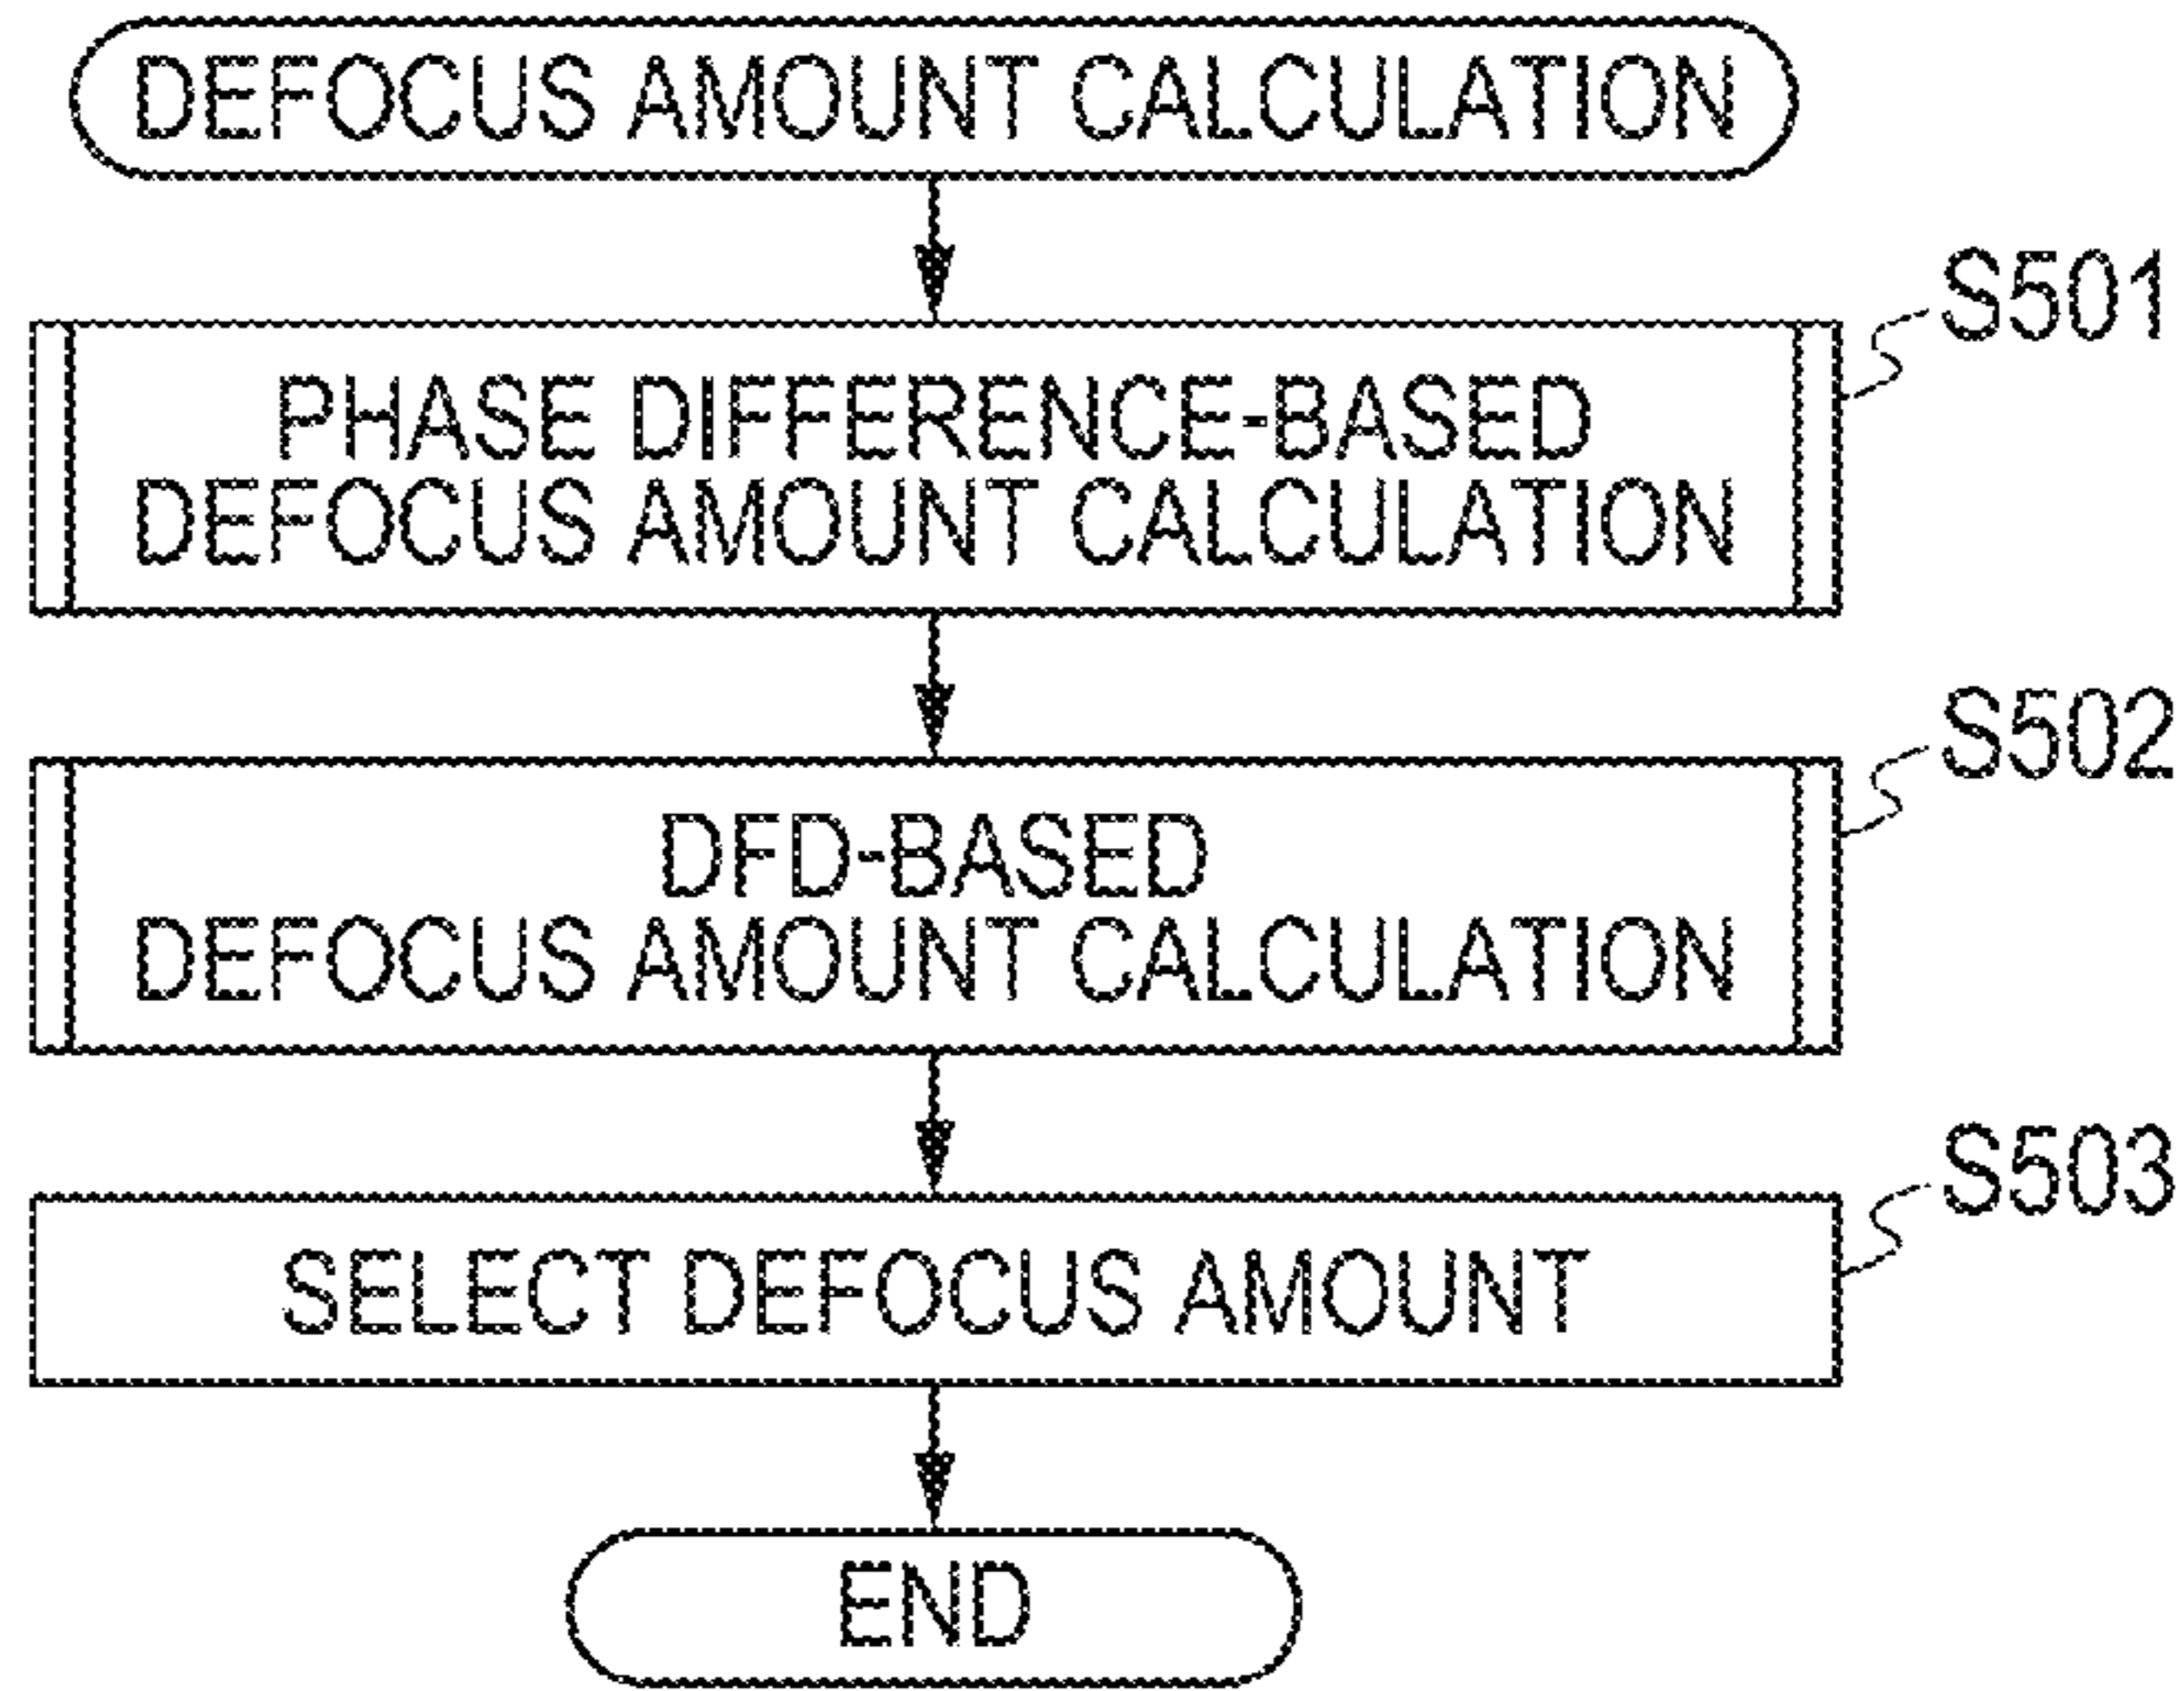 DEFOCUS AMOUNT CALCULATION
S501
PHASE DIFFERENCE-BASED
DEFOCUS AMOUNT CALCULATION
S502
DFD-BASED
DEFOCUS AMOUNT CALCULATION
S503
SELECT DEFOCUS AMOUNT
END